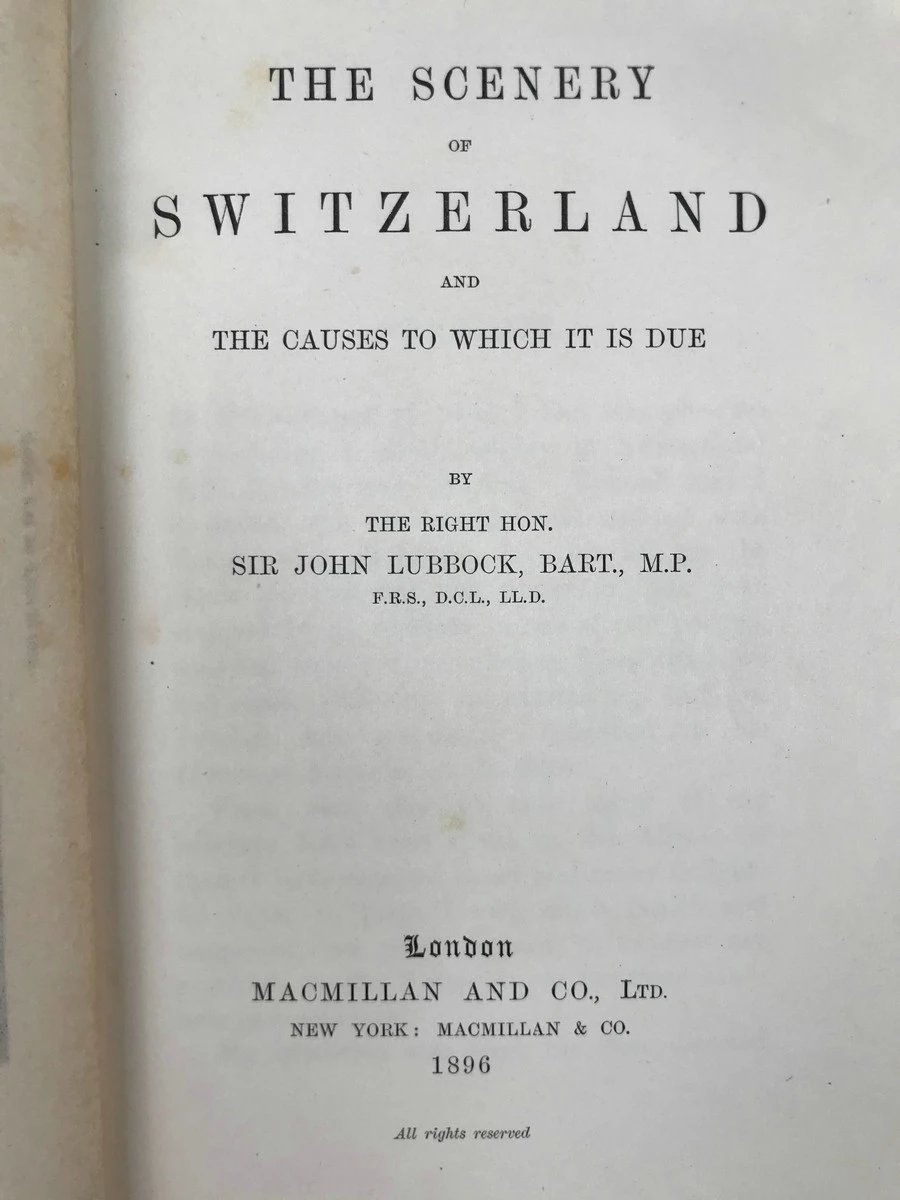 THE SCENERY
OF
SWITZERLAND
AND
THE CAUSES TO WHICH IT IS DUE
BY
THE RIGHT HON.
SIR JOHN LUBBOCK, BART., M.P.
F.R.S., D.C.L., LL.D.
London
MACMILLAN AND CO., LTD.
NEW YORK: MACMILLAN & CO.
1896
All rights reserved